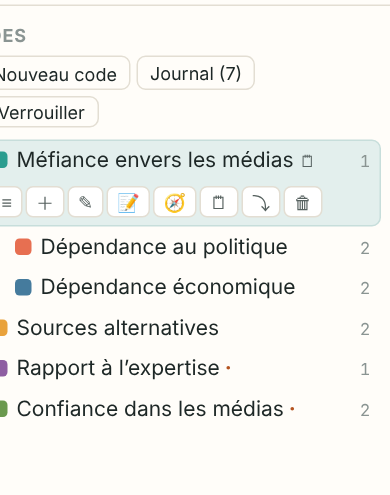 DES
Nouveau code Journal (7)
Verrouiller
Méfiance envers les médias 1
Dépendance au politique 2
Dépendance économique 2
Sources alternatives 2
Rapport à l’expertise · 1
Confiance dans les médias · 2